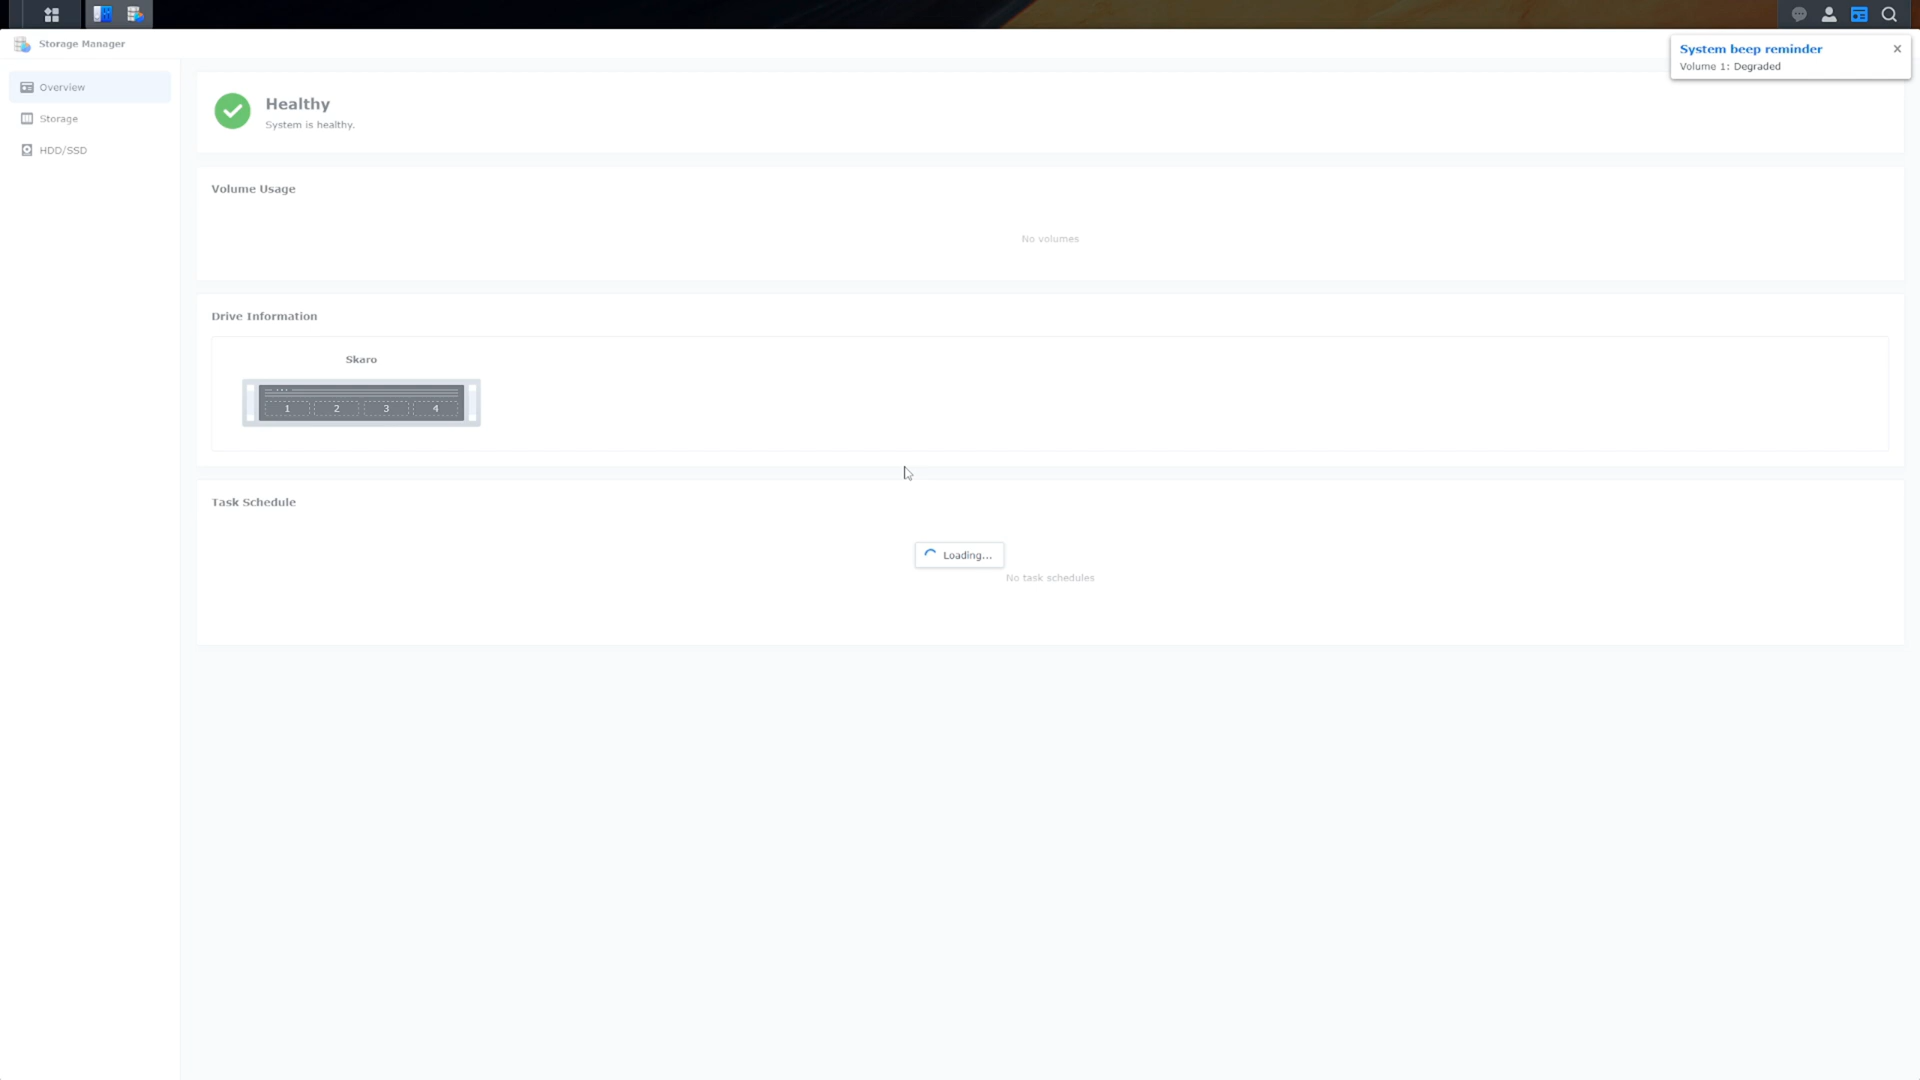 Storage Manager
System beep reminder
Volume 1: Degraded
Overview
Storage
HDD/SSD
Healthy
System is healthy.
Volume Usage
No volumes
Drive Information
Skaro
1 2 3 4
Task Schedule
Loading...
No task schedules